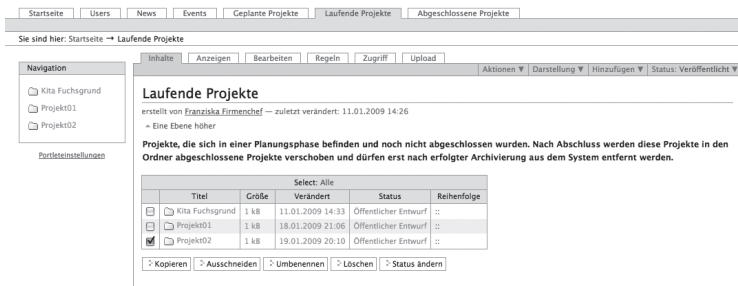 Startseite Users News Events Geplante Projekte Laufende Projekte Abgeschlossene Projekte
Sie sind hier: Startseite → Laufende Projekte
Navigation
Kita Fuchsgrund
Projekt01
Projekt02
Portleteinstellungen
Inhalte Anzeigen Bearbeiten Regeln Zugriff Upload
Aktionen ▼ Darstellung ▼ Hinzufügen ▼ Status: Veröffentlicht ▼
Laufende Projekte
erstellt von Franziska Firmenchef — zuletzt verändert: 11.01.2009 14:26
Eine Ebene höher
Projekte, die sich in einer Planungsphase befinden und noch nicht abgeschlossen wurden. Nach Abschluss werden diese Projekte in den
Ordner abgeschlossene Projekte verschoben und dürfen erst nach erfolgter Archivierung aus dem System entfernt werden.
Select: Alle
Titel Größe Verändert Status Reihenfolge
Kita Fuchsgrund 1 kB 11.01.2009 14:33 Öffentlicher Entwurf ::
Projekt01 1 kB 18.01.2009 21:06 Öffentlicher Entwurf ::
Projekt02 1 kB 19.01.2009 20:10 Öffentlicher Entwurf ::
Kopieren Ausschneiden Umbenennen Löschen Status ändern